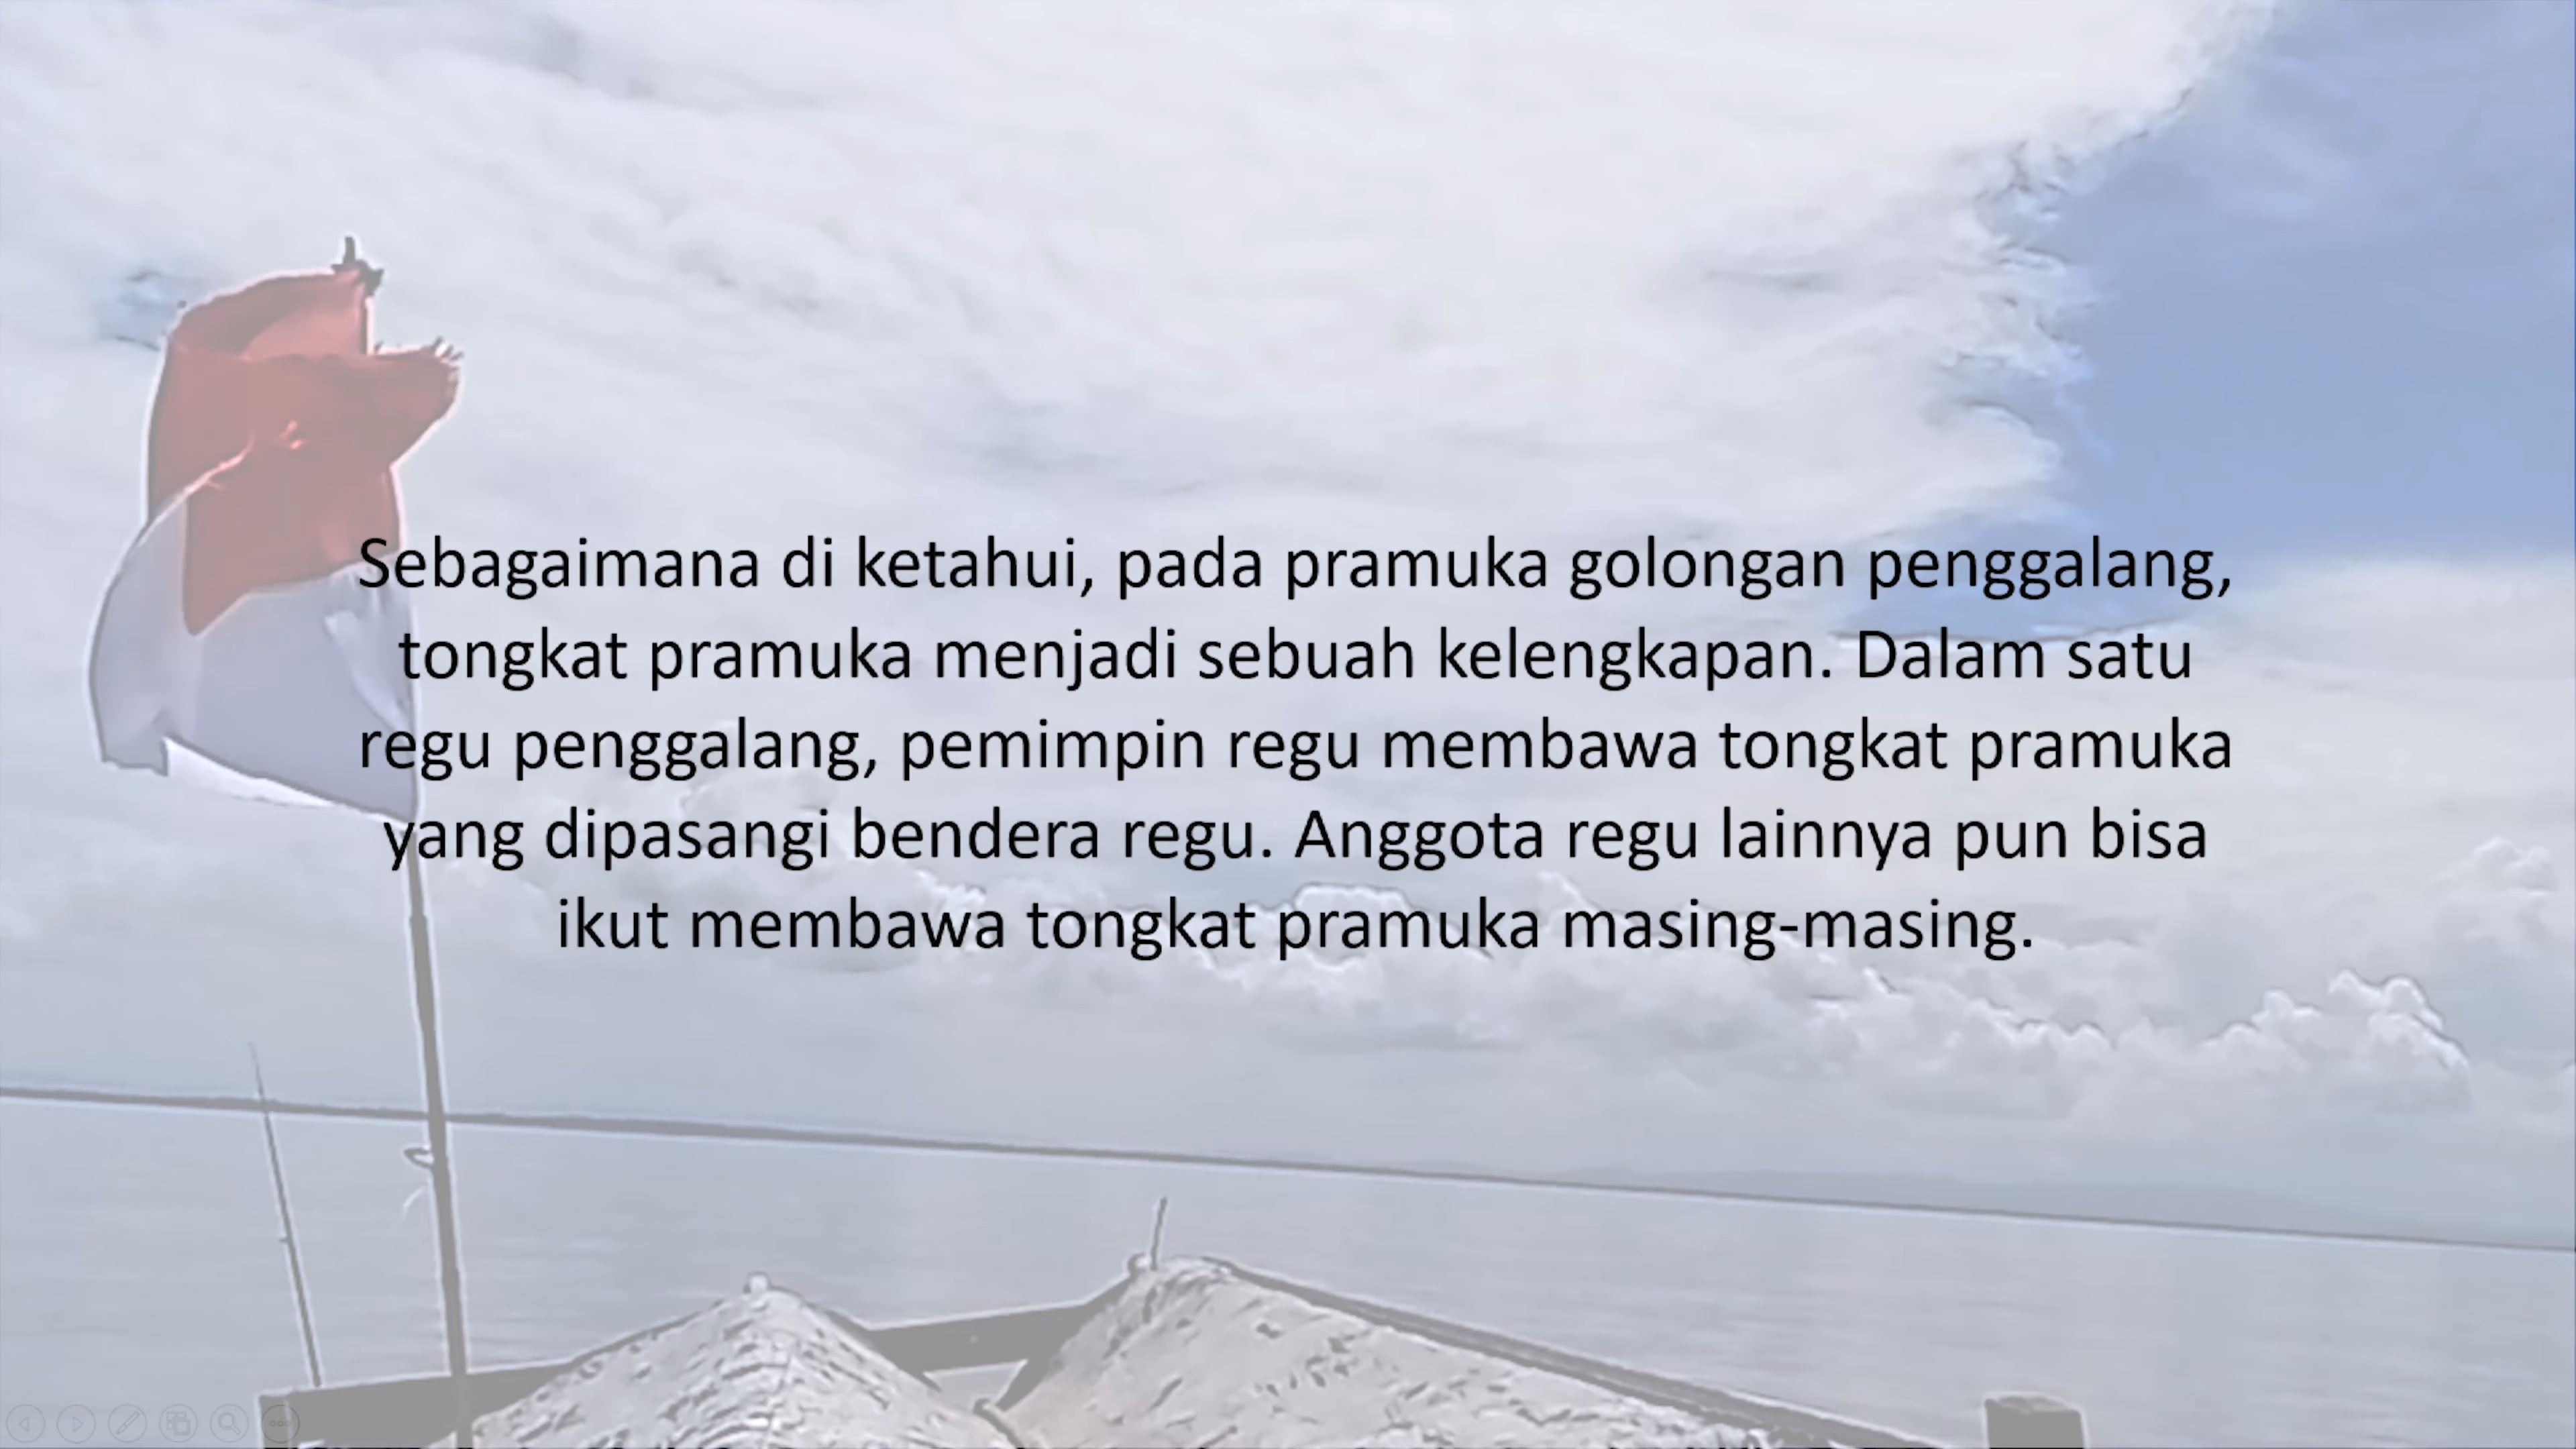 Sebagaimana di ketahui, pada pramuka golongan penggalang,
tongkat pramuka menjadi sebuah kelengkapan. Dalam satu
regu penggalang, pemimpin regu membawa tongkat pramuka
yang dipasangi bendera regu. Anggota regu lainnya pun bisa
ikut membawa tongkat pramuka masing-masing.